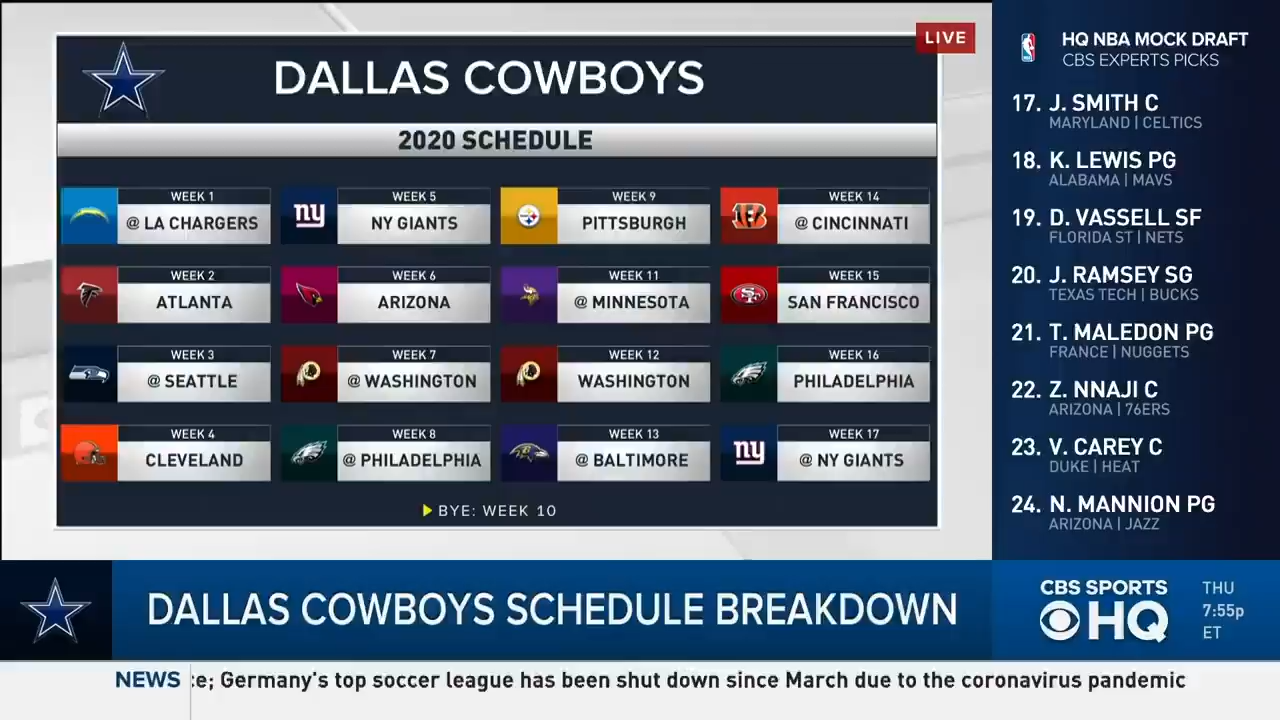 LIVE
DALLAS COWBOYS
2020 SCHEDULE
WEEK 1
@ LA CHARGERS
WEEK 2
ATLANTA
WEEK 3
@ SEATTLE
WEEK 4
CLEVELAND
ny
WEEK 5
NY GIANTS
WEEK 6
ARIZONA
WEEK 7
@ WASHINGTON
WEEK 8
@ PHILADELPHIA
WEEK 9
PITTSBURGH
WEEK 11
@ MINNESOTA
WEEK 12
WASHINGTON
WEEK 13
@ BALTIMORE
WEEK 14
@ CINCINNATI
SF
WEEK 15
SAN FRANCISCO
WEEK 16
PHILADELPHIA
ny
WEEK 17
@ NY GIANTS
BYE: WEEK 10
HQ NBA MOCK DRAFT
CBS EXPERTS PICKS
17. J. SMITH C
MARYLAND | CELTICS
18. K. LEWIS PG
ALABAMA | MAVS
19. D. VASSELL SF
FLORIDA ST | NETS
20. J. RAMSEY SG
TEXAS TECH | BUCKS
21. T. MALEDON PG
FRANCE | NUGGETS
22. Z. NNAJI C
ARIZONA | 76ERS
23. V. CAREY C
DUKE | HEAT
24. N. MANNION PG
ARIZONA | JAZZ
DALLAS COWBOYS SCHEDULE BREAKDOWN
CBS SPORTS
HQ
THU
7:55p
ET
NEWS
e; Germany's top soccer league has been shut down since March due to the coronavirus pandemic